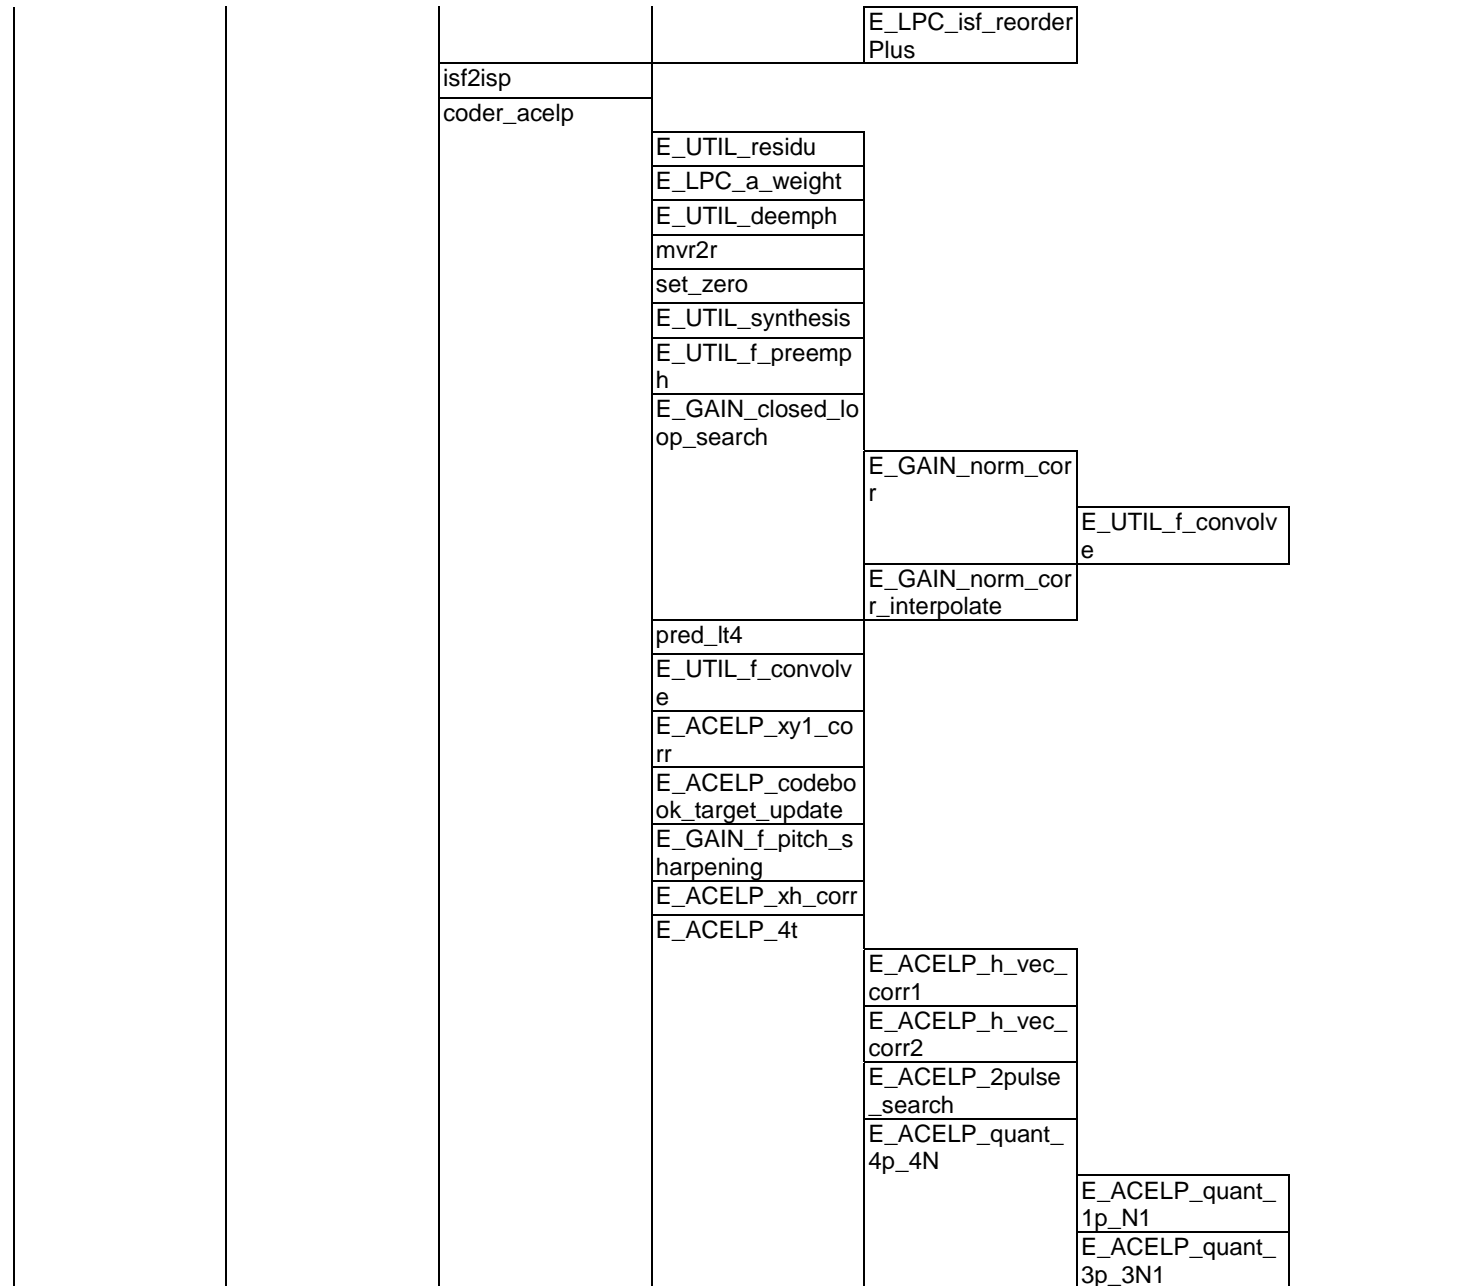 E_LPC_isf_reorder
Plus
isf2isp
coder_acelp
E_UTIL_residu
E_LPC_a_weight
E_UTIL_deemph
mvr2r
set_zero
E_UTIL_synthesis
E_UTIL_f_preemp
h
E_GAIN_closed_lo
op_search
E_GAIN_norm_cor
r
E_UTIL_f_convolv
e
E_GAIN_norm_cor
r_interpolate
pred_lt4
E_UTIL_f_convolv
e
E_ACELP_xy1_co
rr
E_ACELP_codebo
ok_target_update
E_GAIN_f_pitch_s
harpening
E_ACELP_xh_corr
E_ACELP_4t
E_ACELP_h_vec_
corr1
E_ACELP_h_vec_
corr2
E_ACELP_2pulse
_search
E_ACELP_quant_
4p_4N
E_ACELP_quant_
1p_N1
E_ACELP_quant_
3p_3N1